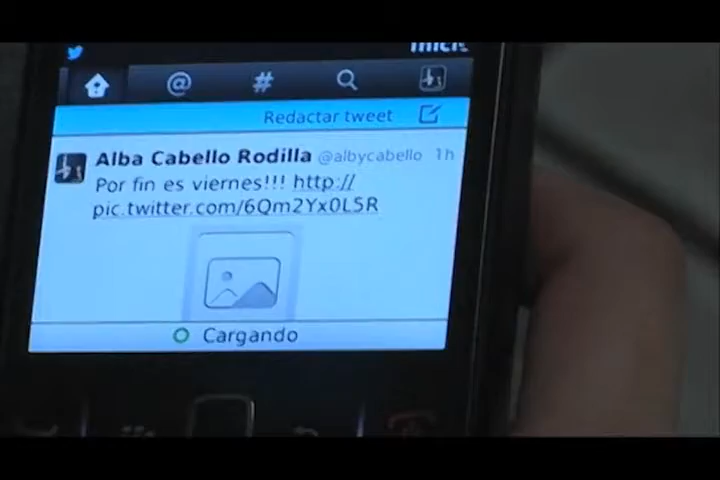 @ #
Redactar tweet
Alba Cabello Rodilla @albycabello 1h
Por fin es viernes!!! http://
pic.twitter.com/6Qm2Yx0L5R
Cargando